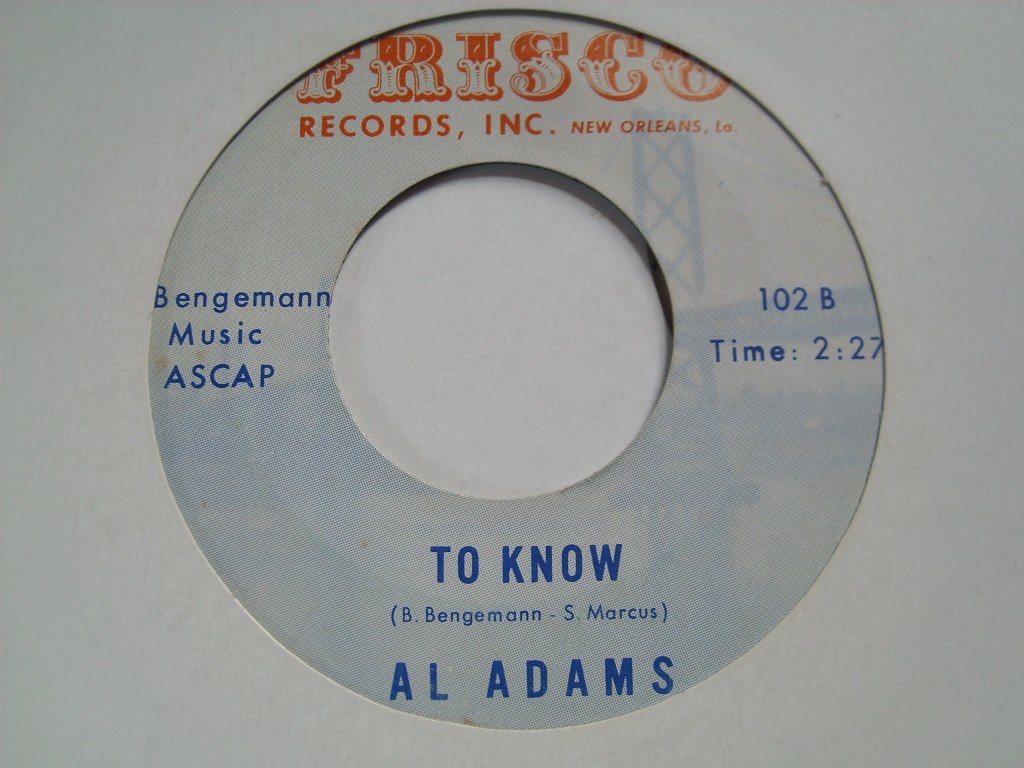 FRISCO
RECORDS, INC. NEW ORLEANS, La.
Bengemann
Music
ASCAP
102 B
Time: 2:27
TO KNOW
(B. Bengemann - S. Marcus)
AL ADAMS